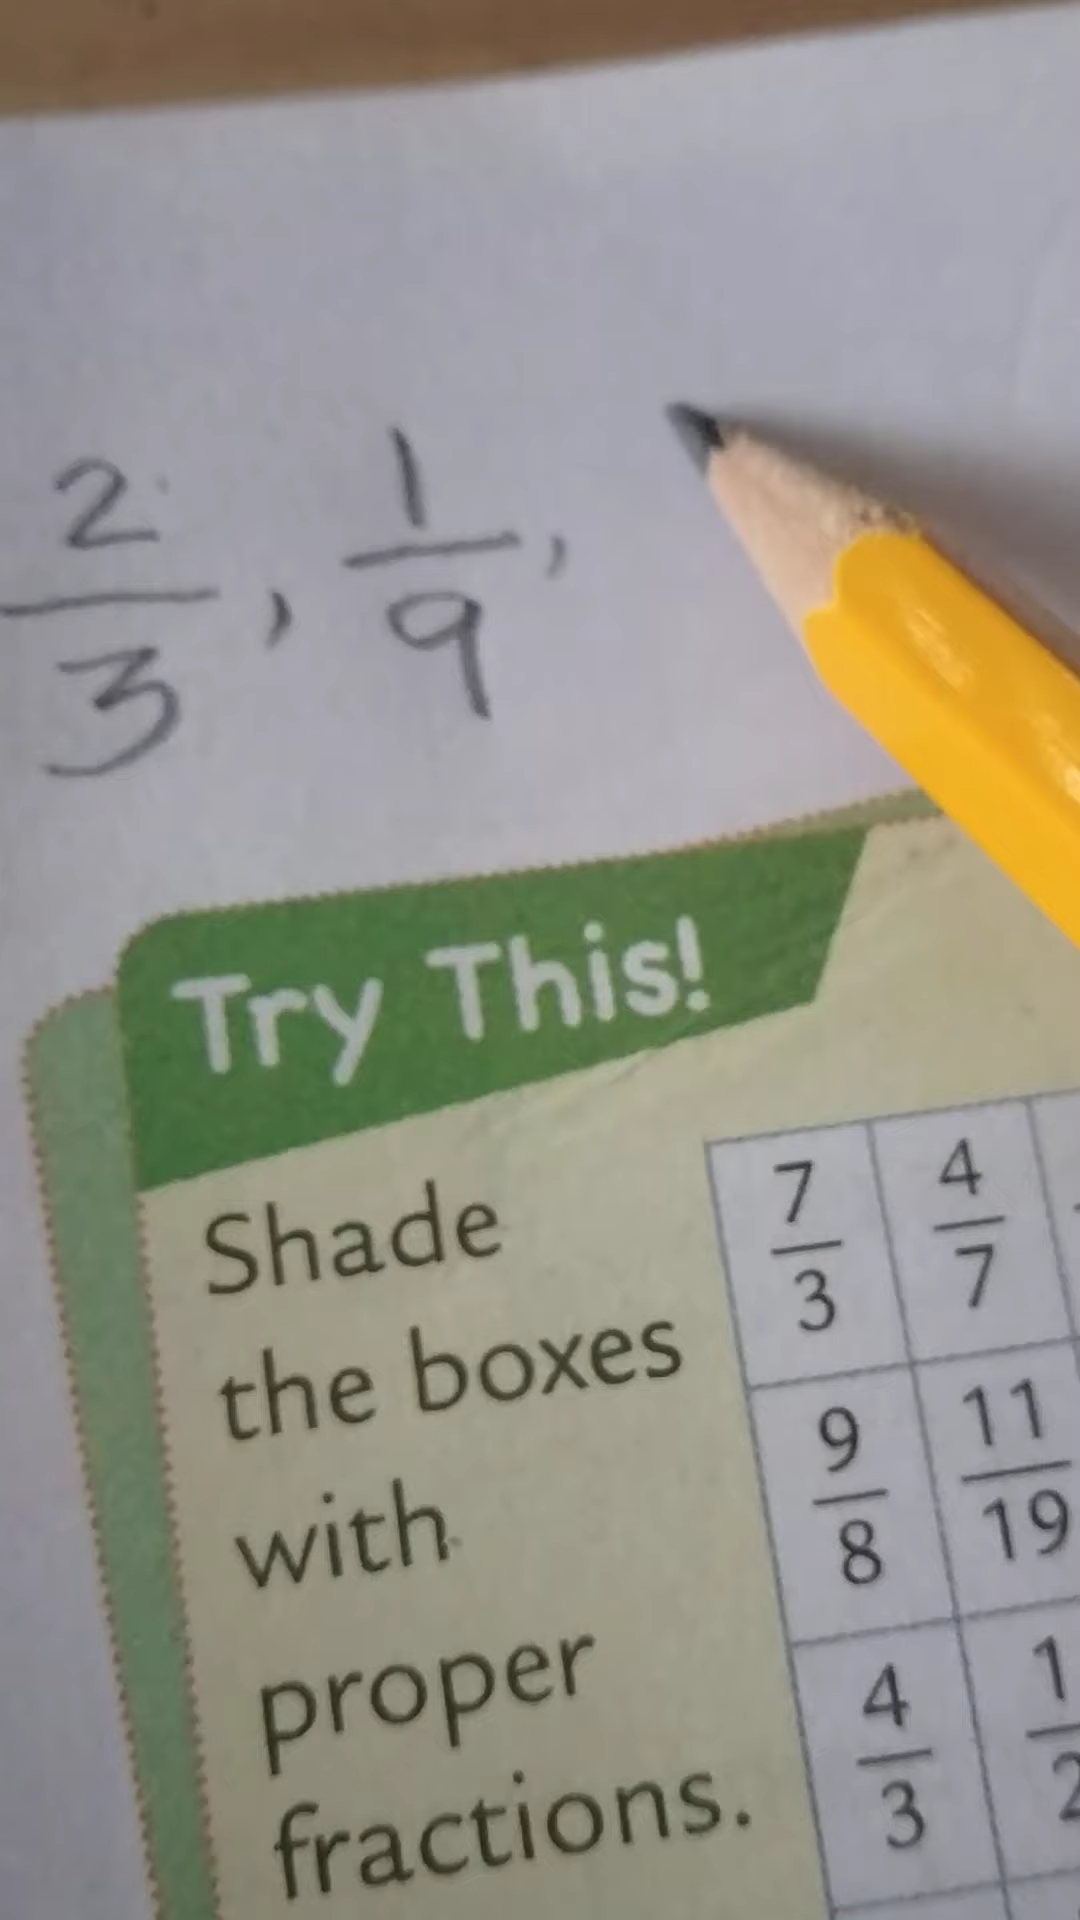 2/3, 1/9,
Try This!
Shade
the boxes
with
proper
fractions.
7/3 4/7
9/8 11/19
4/3